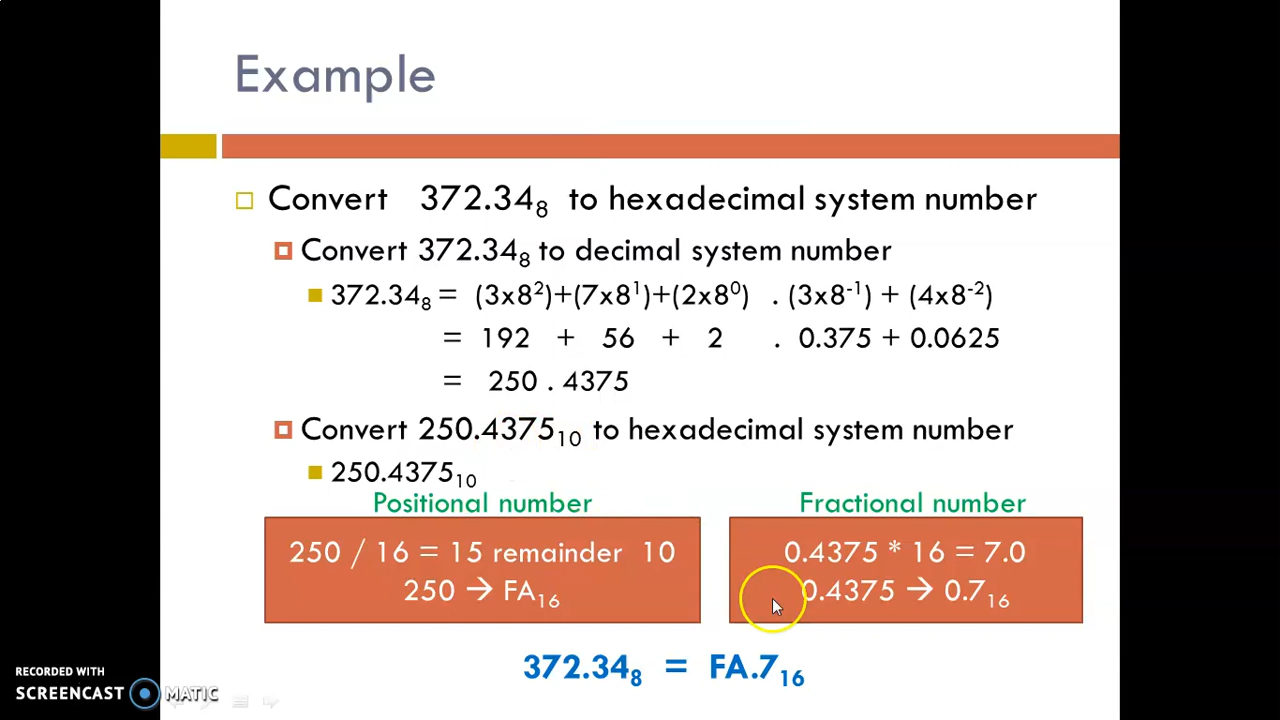 Example
Convert 372.34₈ to hexadecimal system number
Convert 372.34₈ to decimal system number
372.34₈ = (3x8²)+(7x8¹)+(2x8⁰) . (3x8⁻¹) + (4x8⁻²)
= 192 + 56 + 2 . 0.375 + 0.0625
= 250 . 4375
Convert 250.4375₁₀ to hexadecimal system number
250.4375₁₀
Positional number
250 / 16 = 15 remainder 10
250 → FA₁₆
Fractional number
0.4375 * 16 = 7.0
0.4375 → 0.7₁₆
372.34₈ = FA.7₁₆
RECORDED WITH
SCREENCAST MATIC